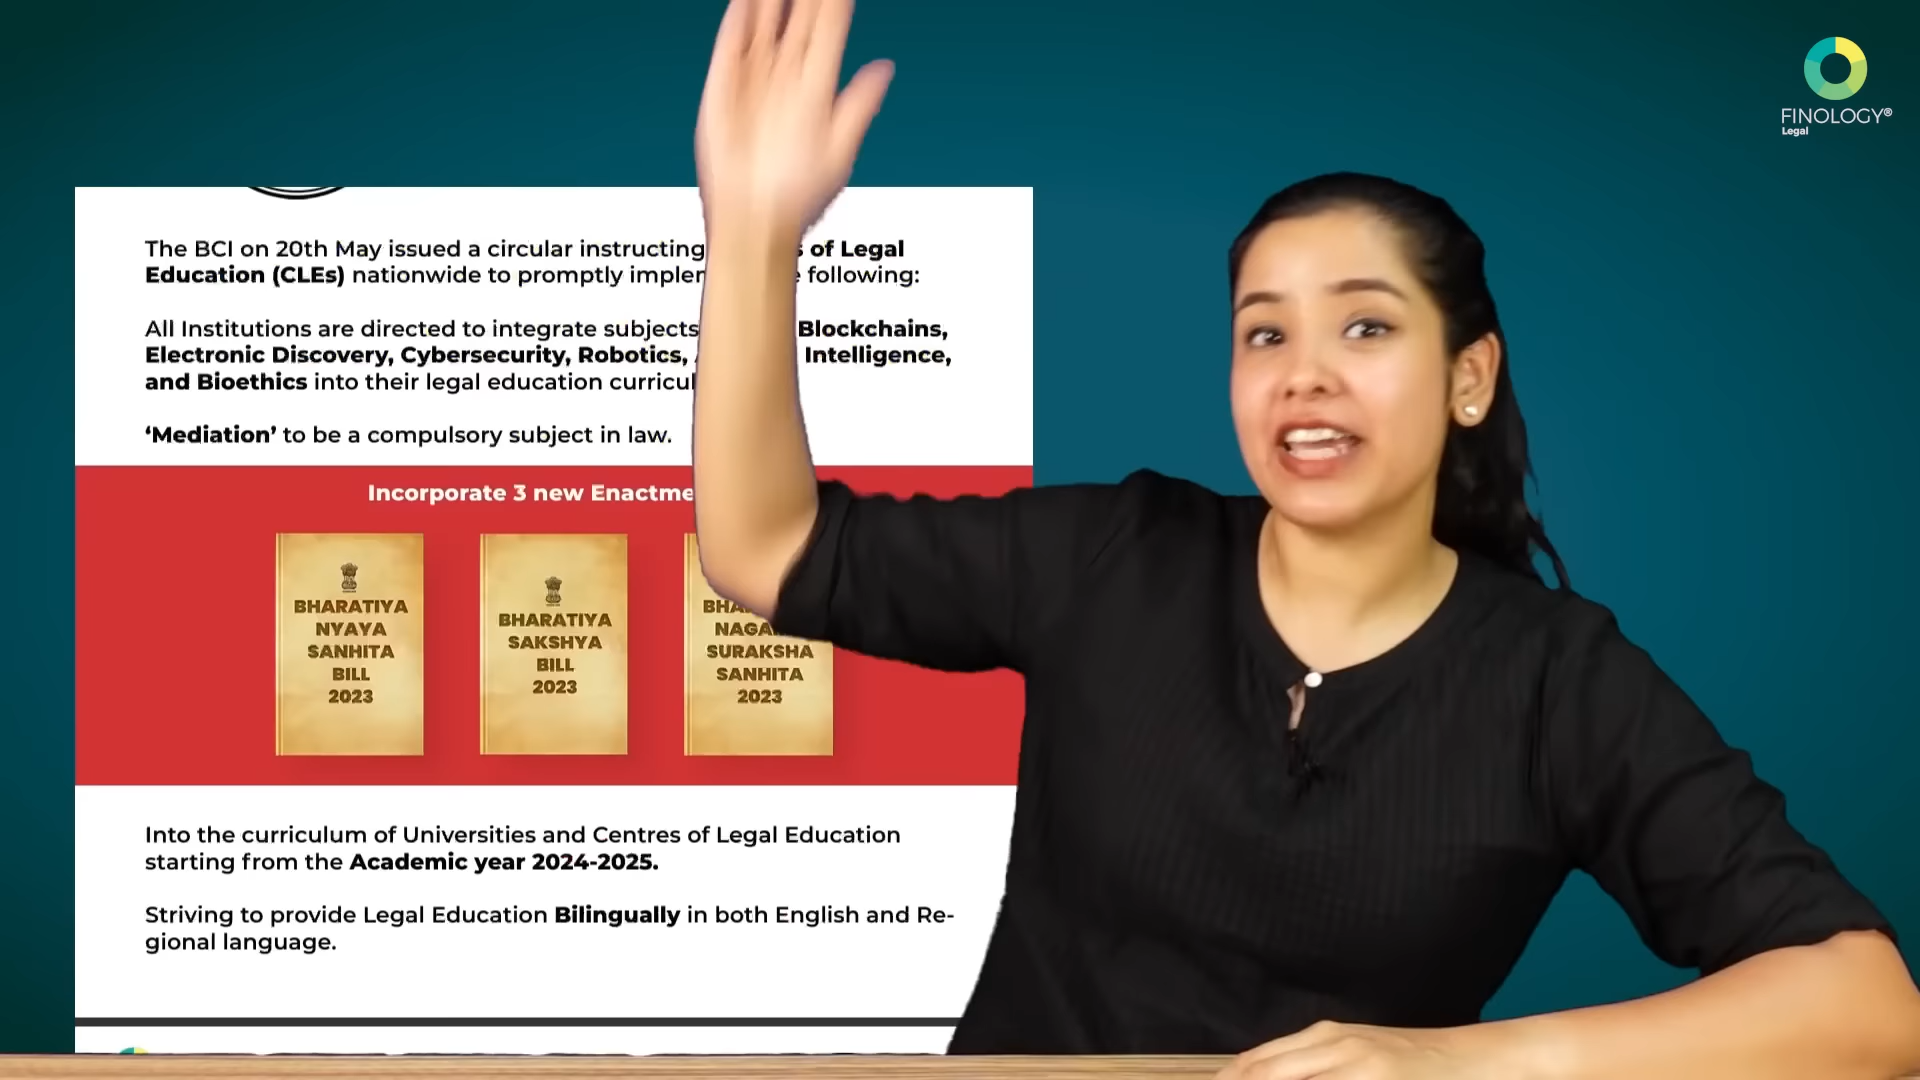 FINOLOGY®
Legal
The BCI on 20th May issued a circular instructing of Legal
Education (CLEs) nationwide to promptly following:
All Institutions are directed to integrate subjects Blockchains,
Electronic Discovery, Cybersecurity, Robotics, Intelligence,
and Bioethics into their legal education
‘Mediation’ to be a compulsory subject in law.
Incorporate 3 new
BHARATIYA
NYAYA
SANHITA
BILL
2023
BHARATIYA
SAKSHYA
BILL
2023
SURAKSHA
SANHITA
2023
Into the curriculum of Universities and Centres of Legal Education
starting from the Academic year 2024-2025.
Striving to provide Legal Education Bilingually in both English and Re-
gional language.